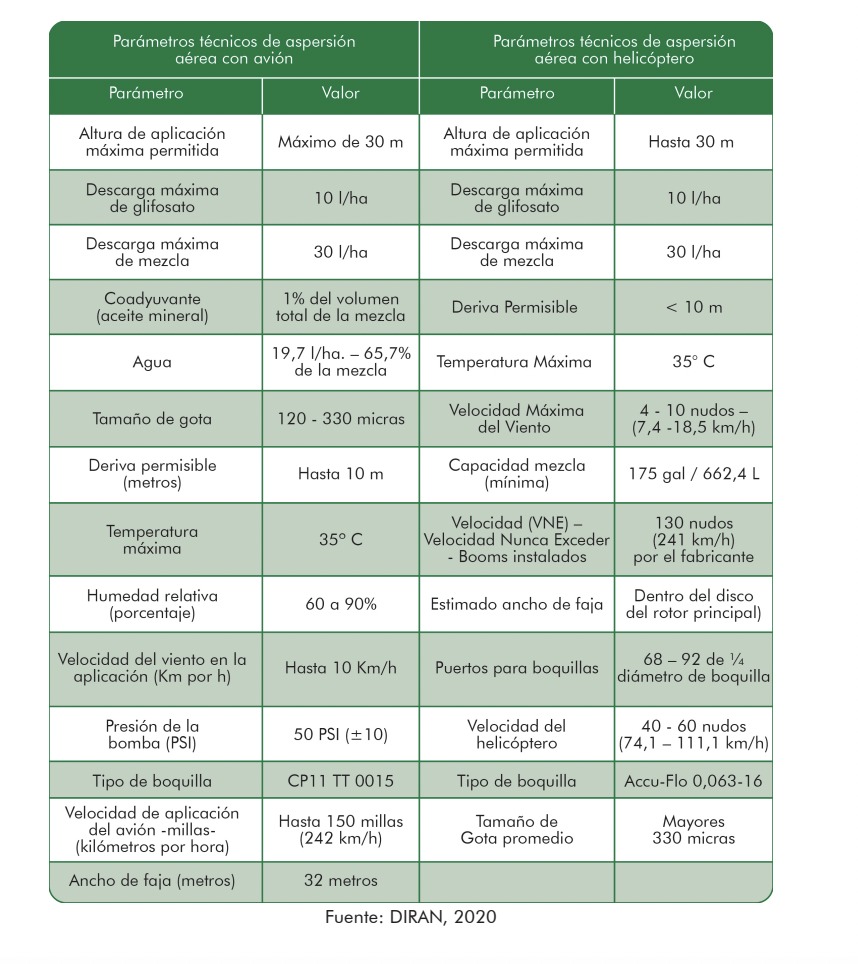 Parámetros técnicos de aspersión
aérea con avión
Parámetros técnicos de aspersión
aérea con helicóptero
Parámetro
Valor
Parámetro
Valor
Altura de aplicación
máxima permitida
Máximo de 30 m
Altura de aplicación
máxima permitida
Hasta 30 m
Descarga máxima
de glifosato
10 l/ha
Descarga máxima
de glifosato
10 l/ha
Descarga máxima
de mezcla
30 l/ha
Descarga máxima
de mezcla
30 l/ha
Coadyuvante
(aceite mineral)
1% del volumen
total de la mezcla
Deriva Permisible
< 10 m
Agua
19,7 l/ha. – 65,7%
de la mezcla
Temperatura Máxima
35° C
Tamaño de gota
120 - 330 micras
Velocidad Máxima
del Viento
4 - 10 nudos –
(7,4 -18,5 km/h)
Deriva permisible
(metros)
Hasta 10 m
Capacidad mezcla
(mínima)
175 gal / 662,4 L
Temperatura
máxima
35º C
Velocidad (VNE) –
Velocidad Nunca Exceder
- Booms instalados
130 nudos
(241 km/h)
por el fabricante
Humedad relativa
(porcentaje)
60 a 90%
Estimado ancho de faja
Dentro del disco
del rotor principal)
Velocidad del viento en la
aplicación (Km por h)
Hasta 10 Km/h
Puertos para boquillas
68 – 92 de ¼
diámetro de boquilla
Presión de la
bomba (PSI)
50 PSI (±10)
Velocidad del
helicóptero
40 - 60 nudos
(74,1 – 111,1 km/h)
Tipo de boquilla
CP11 TT 0015
Tipo de boquilla
Accu-Flo 0,063-16
Velocidad de aplicación
del avión -millas-
(kilómetros por hora)
Hasta 150 millas
(242 km/h)
Tamaño de
Gota promedio
Mayores
330 micras
Ancho de faja (metros)
32 metros
Fuente: DIRAN, 2020